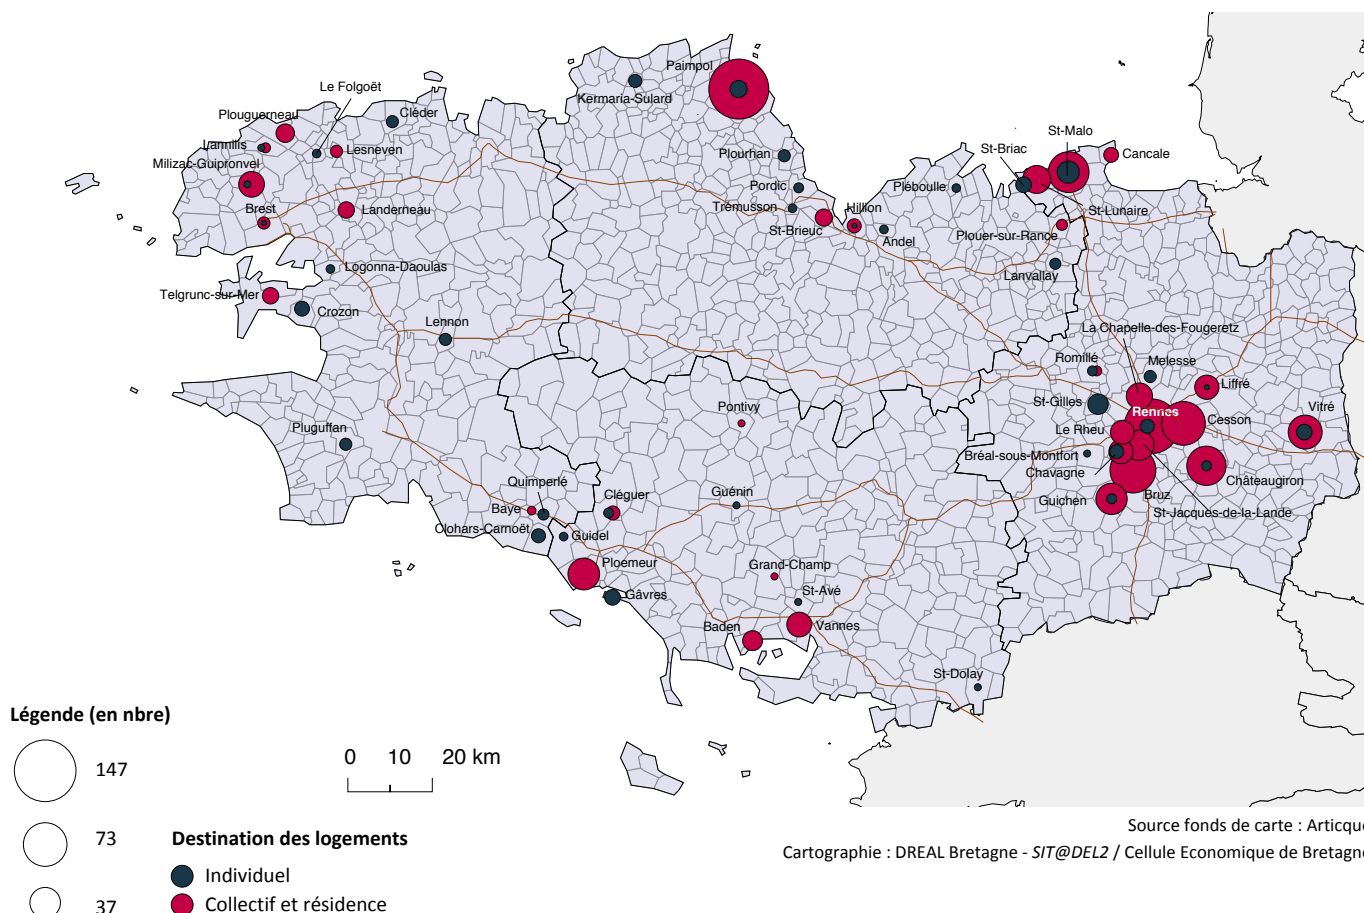 Paimpol
Kermaria-Sulard
Le Folgoët
Cléder
Plouguerneau
Lannilis
Lesneven
Milizac-Guipronvel
Brest
Landerneau
Logonna-Daoulas
Telgrunc-sur-Mer
Crozon
Lennon
Pluguffan
Plourhan
Pordic
Trémusson
St-Brieuc
Hillion
Andel
Pléboulle
St-Briac
St-Malo
Cancale
St-Lunaire
Plouer-sur-Rance
Lanvallay
La Chapelle-des-Fougeretz
Romillé
Melesse
Liffré
St-Gilles
Rennes
Cesson
Vitré
Le Rheu
Bréal-sous-Montfort
Chavagne
Châteaugiron
Guichen
Bruz
St-Jacques-de-la-Lande
Pontivy
Quimperlé
Baye
Cléguer
Guénin
Clohars-Carnoët
Guidel
Ploemeur
Gâvres
Grand-Champ
St-Avé
Baden
Vannes
St-Dolay
Légende (en nbre)
147
73
37
0 10 20 km
Destination des logements
Individuel
Collectif et résidence
Source fonds de carte : Articque
Cartographie : DREAL Bretagne - SIT@DEL2 / Cellule Economique de Bretagne